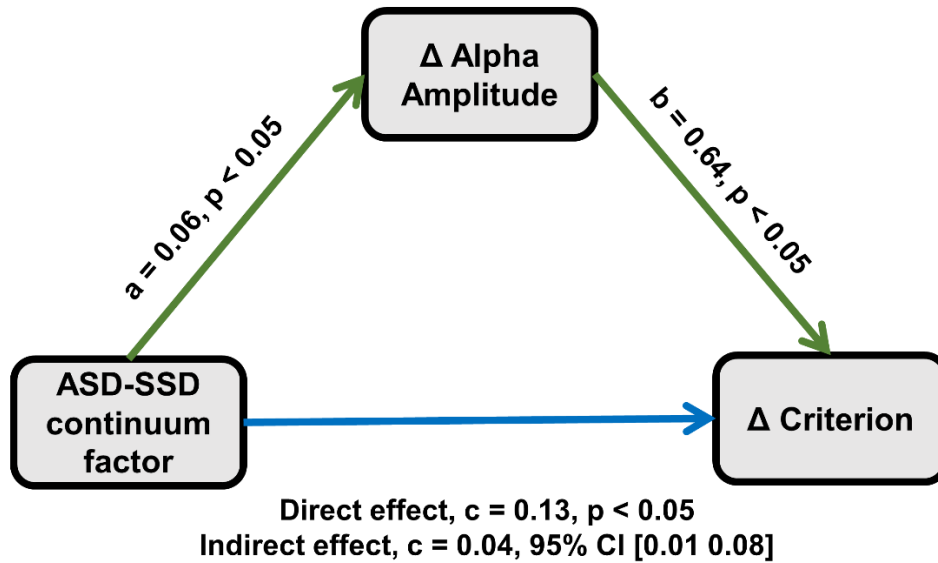 Δ Alpha
Amplitude
a = 0.06, p < 0.05
b = 0.64, p < 0.05
ASD-SSD
continuum
factor
Δ Criterion
Direct effect, c = 0.13, p < 0.05
Indirect effect, c = 0.04, 95% CI [0.01 0.08]